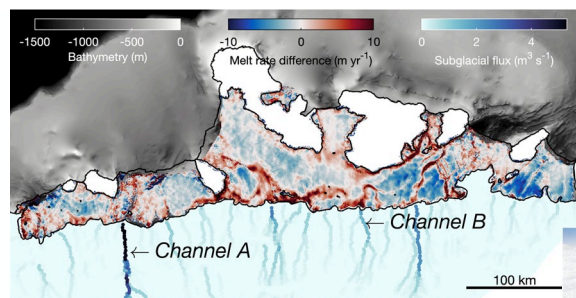 -1500 -1000 -500 0
Bathymetry (m)
-10 0 10
Melt rate difference (m yr⁻¹)
0 2 4
Subglacial flux (m³ s⁻¹)
← Channel B
← Channel A
100 km